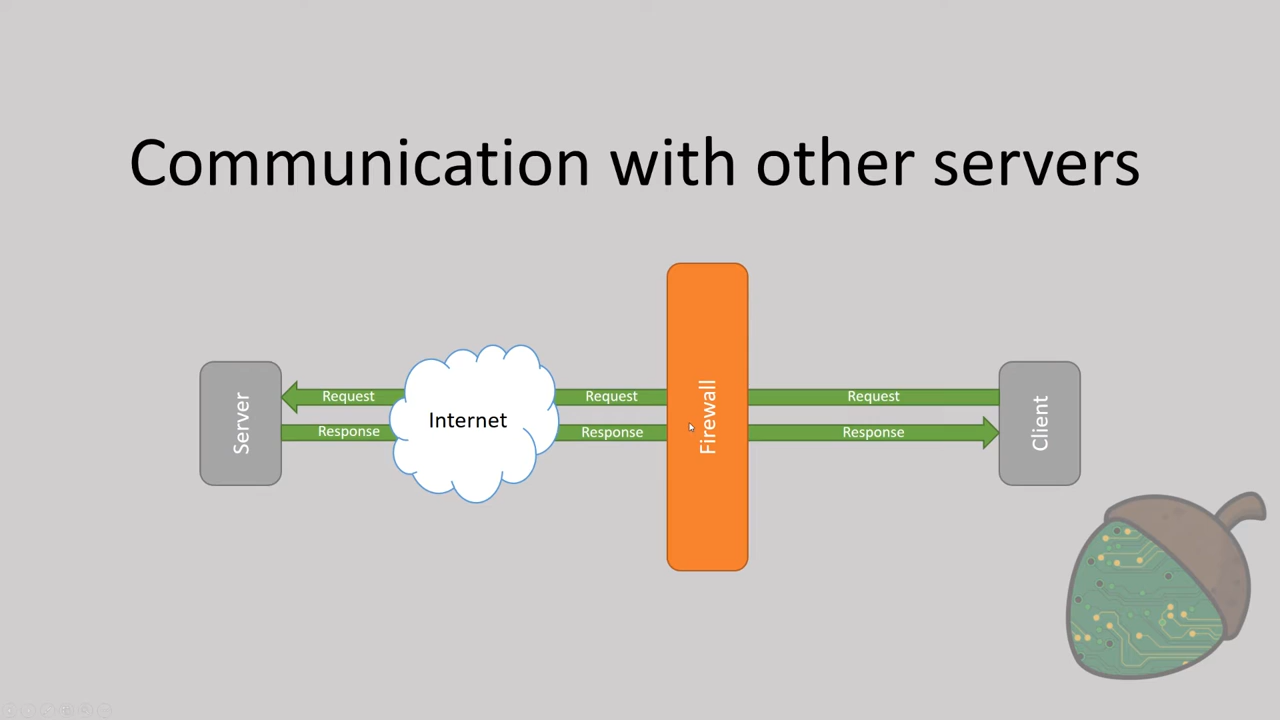 Communication with other servers
Server
Request
Response
Internet
Request
Response
Firewall
Request
Response
Client